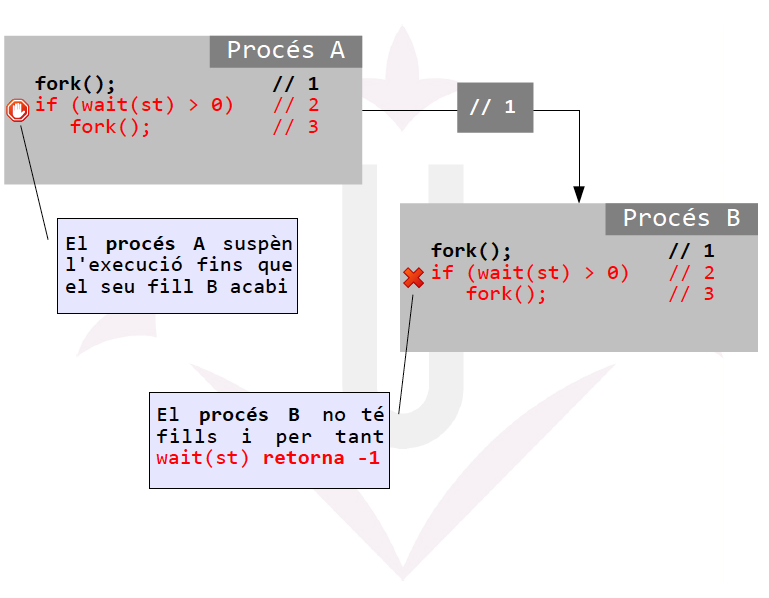 Procés A
fork(); // 1
if (wait(st) > 0) // 2
fork(); // 3
// 1
Procés B
fork(); // 1
if (wait(st) > 0) // 2
fork(); // 3
El procés A suspèn
l'execució fins que
el seu fill B acabi
El procés B no té
fills i per tant
wait(st) retorna -1